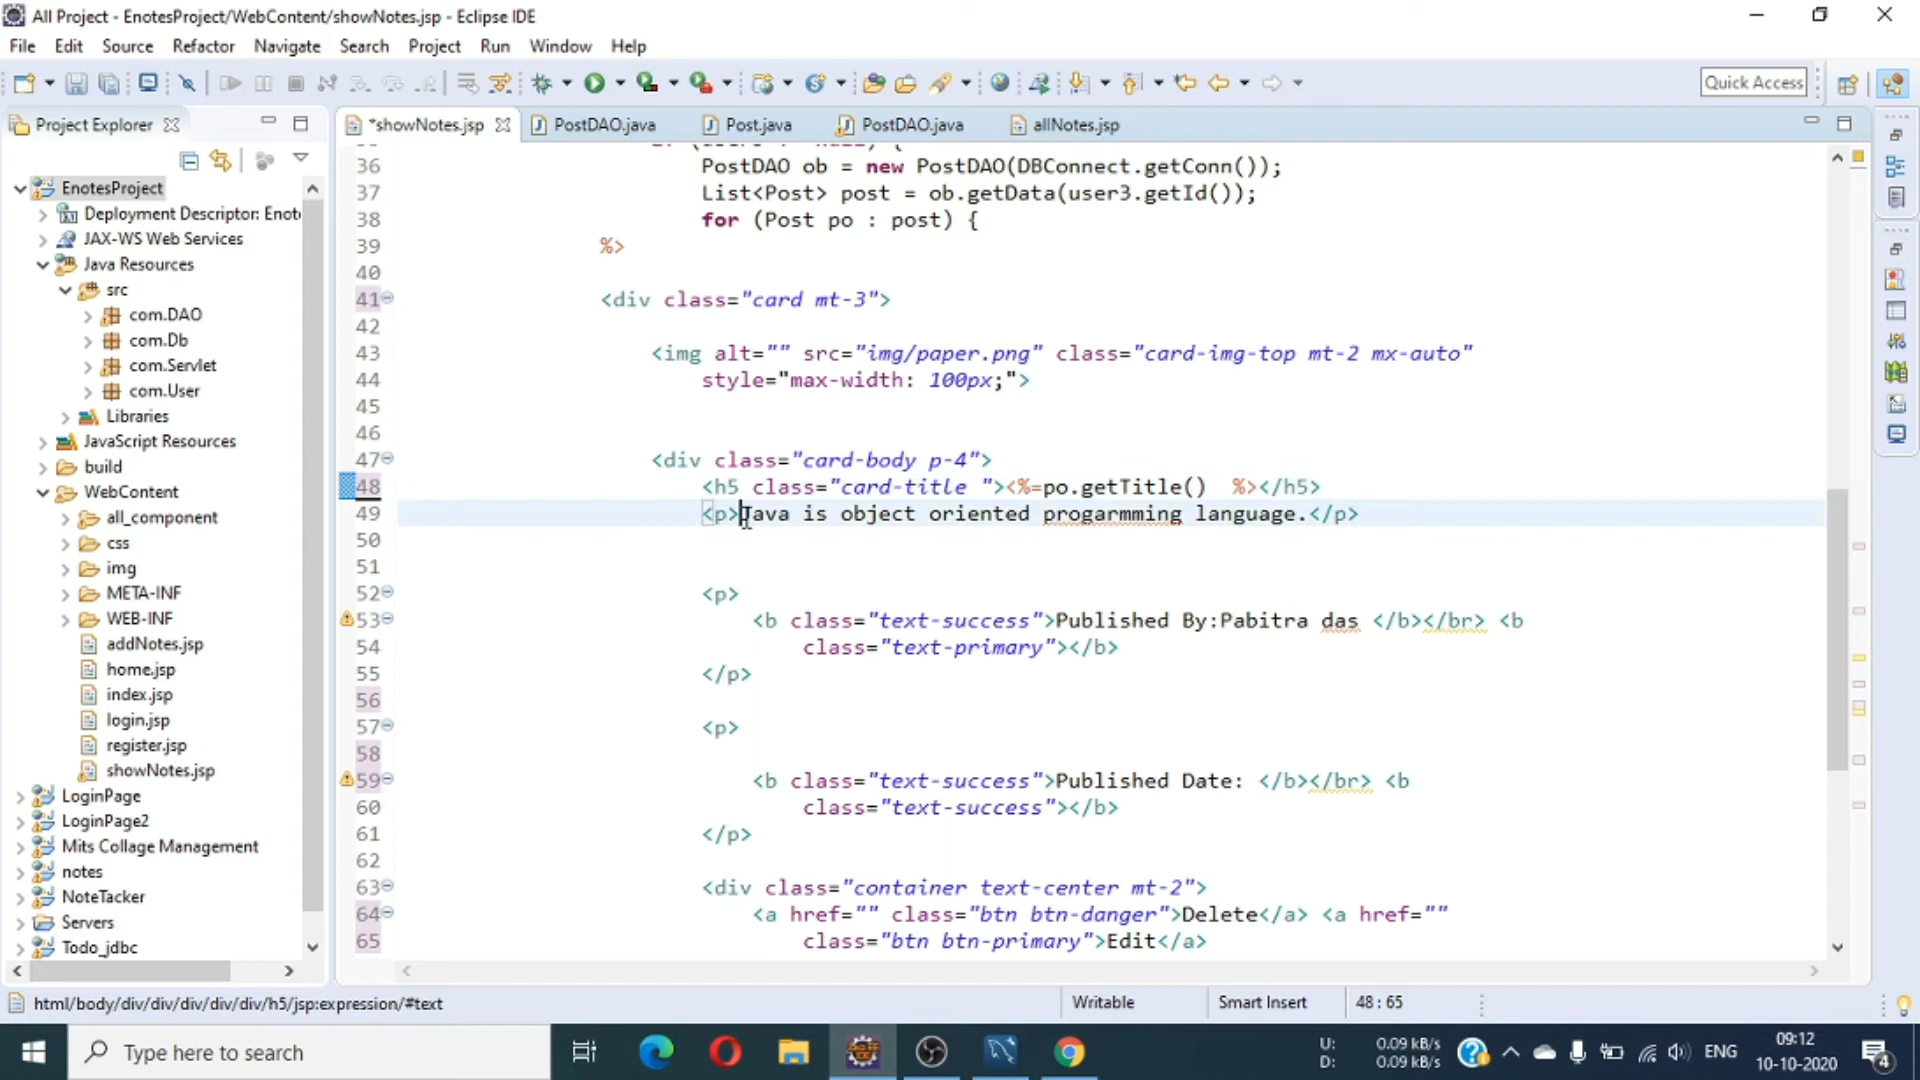 All Project - EnotesProject/WebContent/showNotes.jsp - Eclipse IDE
File Edit Source Refactor Navigate Search Project Run Window Help
Quick Access
Project Explorer
*showNotes.jsp PostDAO.java Post.java PostDAO.java allNotes.jsp
EnotesProject
Deployment Descriptor: Enot
JAX-WS Web Services
Java Resources
src
com.DAO
com.Db
com.Servlet
com.User
Libraries
JavaScript Resources
build
WebContent
all_component
css
img
META-INF
WEB-INF
addNotes.jsp
home.jsp
index.jsp
login.jsp
register.jsp
showNotes.jsp
LoginPage
LoginPage2
Mits Collage Management
notes
NoteTacker
Servers
Todo_jdbc
36 PostDAO ob = new PostDAO(DBConnect.getConn());
37 List<Post> post = ob.getData(user3.getId());
38 for (Post po : post) {
39 %>
40
41 <div class="card mt-3">
42
43 <img alt="" src="img/paper.png" class="card-img-top mt-2 mx-auto"
44 style="max-width: 100px;">
45
46
47 <div class="card-body p-4">
48 <h5 class="card-title "><%=po.getTitle() %></h5>
49 <p>Java is object oriented progarmming language.</p>
50
51
52 <p>
53 <b class="text-success">Published By:Pabitra das </b></br> <b
54 class="text-primary"></b>
55 </p>
56
57 <p>
58
59 <b class="text-success">Published Date: </b></br> <b
60 class="text-success"></b>
61 </p>
62
63 <div class="container text-center mt-2">
64 <a href="" class="btn btn-danger">Delete</a> <a href=""
65 class="btn btn-primary">Edit</a>
html/body/div/div/div/div/div/h5/jsp:expression/#text Writable Smart Insert 48 : 65
Type here to search
U: 0.09 kB/s
D: 0.09 kB/s
ENG
09:12
10-10-2020
4